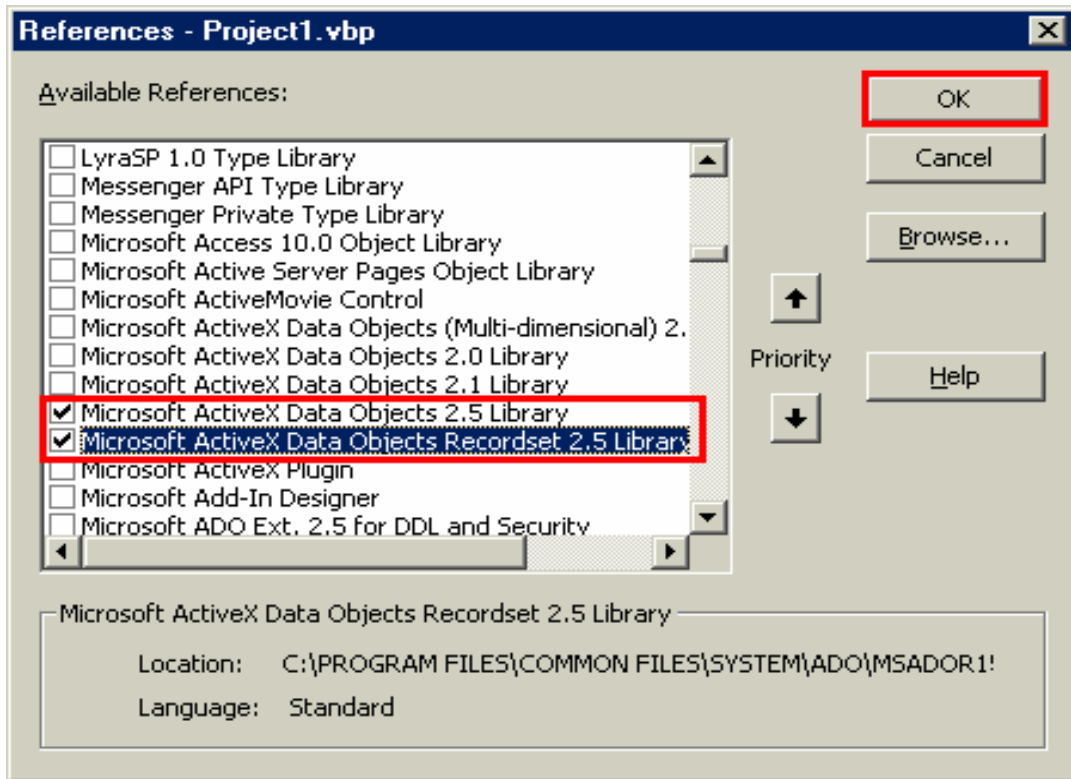 References - Project1.vbp
Available References:
OK
Cancel
Browse...
Help
Priority
LyraSP 1.0 Type Library
Messenger API Type Library
Messenger Private Type Library
Microsoft Access 10.0 Object Library
Microsoft Active Server Pages Object Library
Microsoft ActiveMovie Control
Microsoft ActiveX Data Objects (Multi-dimensional) 2.
Microsoft ActiveX Data Objects 2.0 Library
Microsoft ActiveX Data Objects 2.1 Library
Microsoft ActiveX Data Objects 2.5 Library
Microsoft ActiveX Data Objects Recordset 2.5 Library
Microsoft ActiveX Plugin
Microsoft Add-In Designer
Microsoft ADO Ext. 2.5 for DDL and Security
Microsoft ActiveX Data Objects Recordset 2.5 Library
Location: C:\PROGRAM FILES\COMMON FILES\SYSTEM\ADO\MSADOR1!
Language: Standard